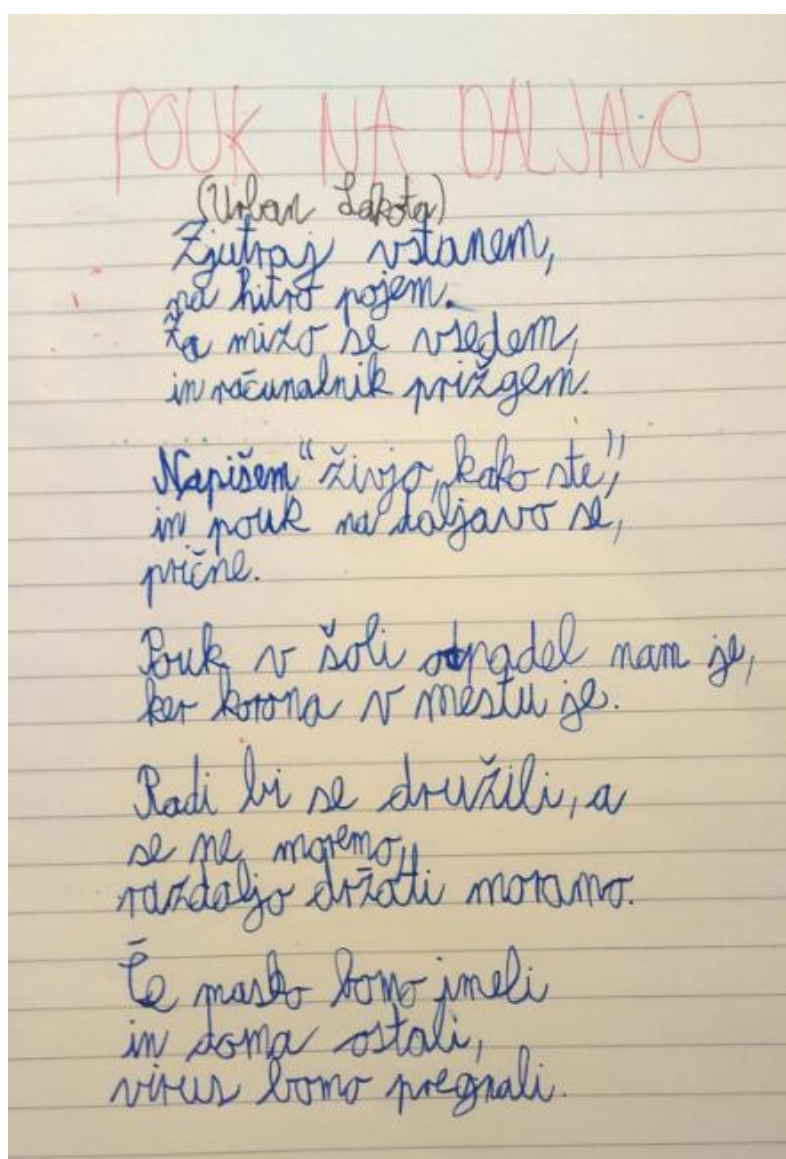 POUK NA DALJAVO
(Urban Lakota)
Zjutraj vstanem,
na hitro pojem.
Za mizo se vsedem,
in računalnik prižgem.
Napišem "živjo, kako ste",
in pouk na daljavo se,
prične.
Pouk v šoli odpadel nam je,
ker korona v mestu je.
Radi bi se družili, a
se ne moremo,
razdaljo držati moramo.
Če masko bomo imeli
in doma ostali,
virus bomo pregnali.